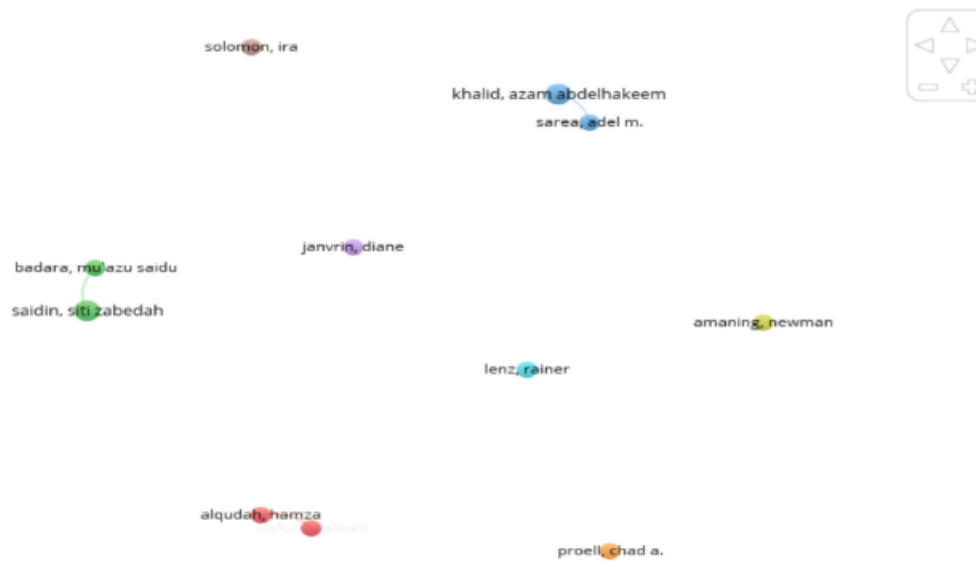 solomon, ira
khalid, azam abdelhakeem
sarea, adel m.
janvrin, diane
badara, mu'azu saidu
saidin, siti zabedah
amaning, newman
lenz, rainer
alqudah, hamza
proell, chad a.